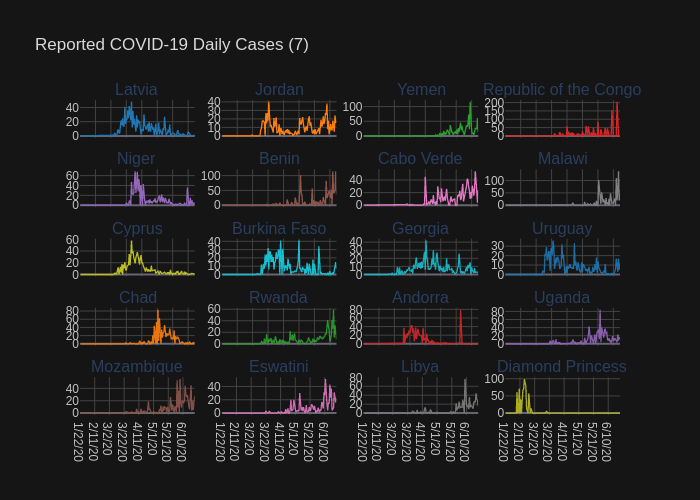 Reported COVID-19 Daily Cases (7)
Latvia Jordan Yemen Republic of the Congo
40 20 0 40 30 20 10 0 100 50 0 200 150 100 50 0
Niger Benin Cabo Verde Malawi
60 40 20 0 100 50 0 40 20 0 100 50 0
Cyprus Burkina Faso Georgia Uruguay
60 40 20 0 40 30 20 10 0 40 30 20 10 0 30 20 10 0
Chad Rwanda Andorra Uganda
80 60 40 20 0 60 40 20 0 80 60 40 20 0 80 60 40 20 0
Mozambique Eswatini Libya Diamond Princess
40 20 0 40 20 0 80 60 40 20 0 100 50 0
1/22/20 2/11/20 3/2/20 3/22/20 4/11/20 5/1/20 5/21/20 6/10/20 1/22/20 2/11/20 3/2/20 3/22/20 4/11/20 5/1/20 5/21/20 6/10/20 1/22/20 2/11/20 3/2/20 3/22/20 4/11/20 5/1/20 5/21/20 6/10/20 1/22/20 2/11/20 3/2/20 3/22/20 4/11/20 5/1/20 5/21/20 6/10/20